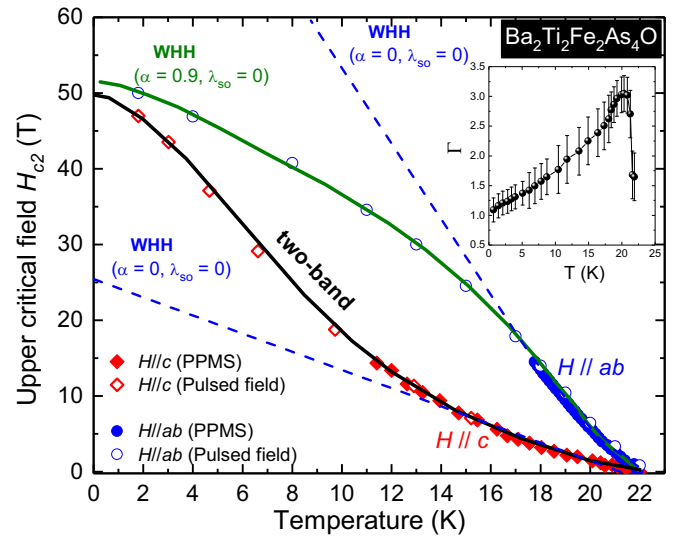 Ba₂Ti₂Fe₂As₄O
WHH
(α = 0, λso = 0)
WHH
(α = 0.9, λso = 0)
WHH
(α = 0, λso = 0)
two-band
H // ab
H // c
H//c (PPMS)
H//c (Pulsed field)
H//ab (PPMS)
H//ab (Pulsed field)
Upper critical field Hc2 (T)
60
50
40
30
20
10
0
0 2 4 6 8 10 12 14 16 18 20 22
Temperature (K)
Γ
3.5
3.0
2.5
2.0
1.5
1.0
0.5
0 5 10 15 20 25
T (K)